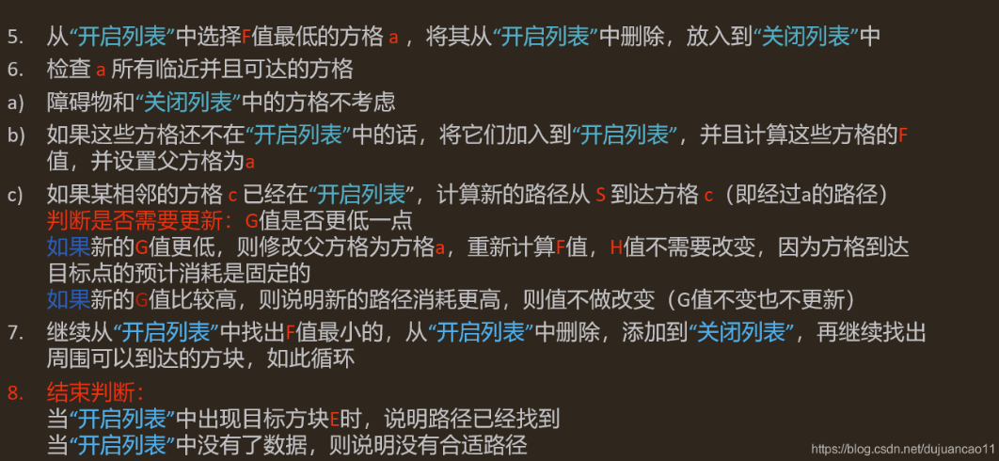 5. 从“开启列表”中选择F值最低的方格 a ，将其从“开启列表”中删除，放入到“关闭列表”中
6. 检查 a 所有临近并且可达的方格
a) 障碍物和“关闭列表”中的方格不考虑
b) 如果这些方格还不在“开启列表”中的话，将它们加入到“开启列表”，并且计算这些方格的F
值，并设置父方格为a
c) 如果某相邻的方格 c 已经在“开启列表”，计算新的路径从 S 到达方格 c（即经过a的路径）
判断是否需要更新：G值是否更低一点
如果新的G值更低，则修改父方格为方格a，重新计算F值，H值不需要改变，因为方格到达
目标点的预计消耗是固定的
如果新的G值比较高，则说明新的路径消耗更高，则值不做改变（G值不变也不更新）
7. 继续从“开启列表”中找出F值最小的，从“开启列表”中删除，添加到“关闭列表”，再继续找出
周围可以到达的方块，如此循环
8. 结束判断：
当“开启列表”中出现目标方块E时，说明路径已经找到
当“开启列表”中没有了数据，则说明没有合适路径
https://blog.csdn.net/dujuancao11